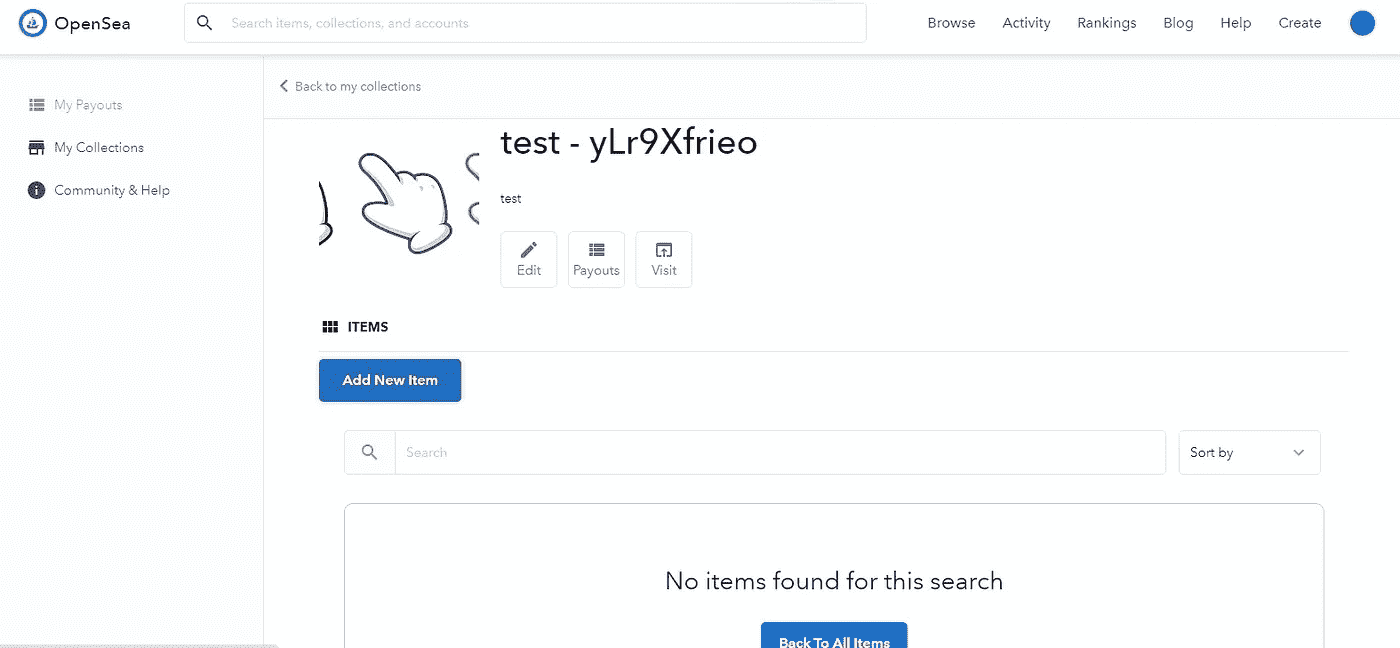 OpenSea
Search items, collections, and accounts
Browse Activity Rankings Blog Help Create
My Payouts
My Collections
Community & Help
Back to my collections
test - yLr9Xfrieo
test
Edit Payouts Visit
ITEMS
Add New Item
Search
Sort by
No items found for this search
Back To All Items